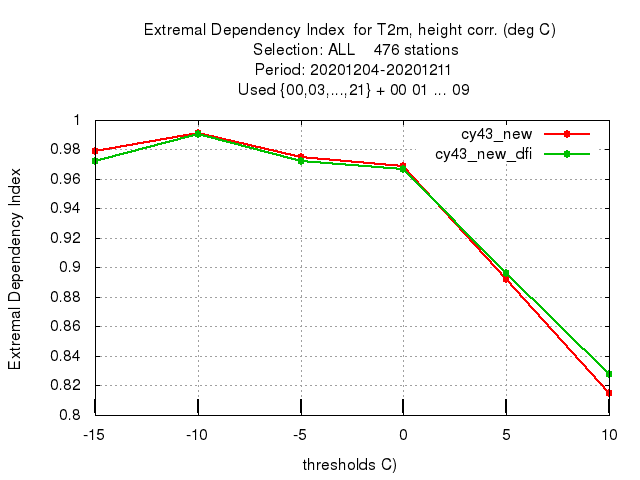 Extremal Dependency Index  for T2m, height corr. (deg C)
Selection: ALL    476 stations
Period: 20201204-20201211
Used {00,03,...,21} + 00 01 ... 09
cy43_new
cy43_new_dfi
Extremal Dependency Index
1
0.98
0.96
0.94
0.92
0.9
0.88
0.86
0.84
0.82
0.8
-15 -10 -5 0 5 10
thresholds C)